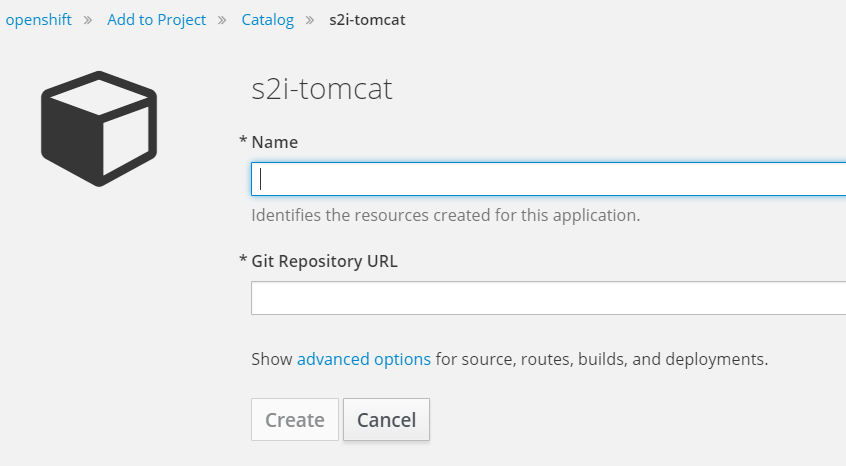 openshift » Add to Project » Catalog » s2i-tomcat
s2i-tomcat
* Name
Identifies the resources created for this application.
* Git Repository URL
Show advanced options for source, routes, builds, and deployments.
Create Cancel